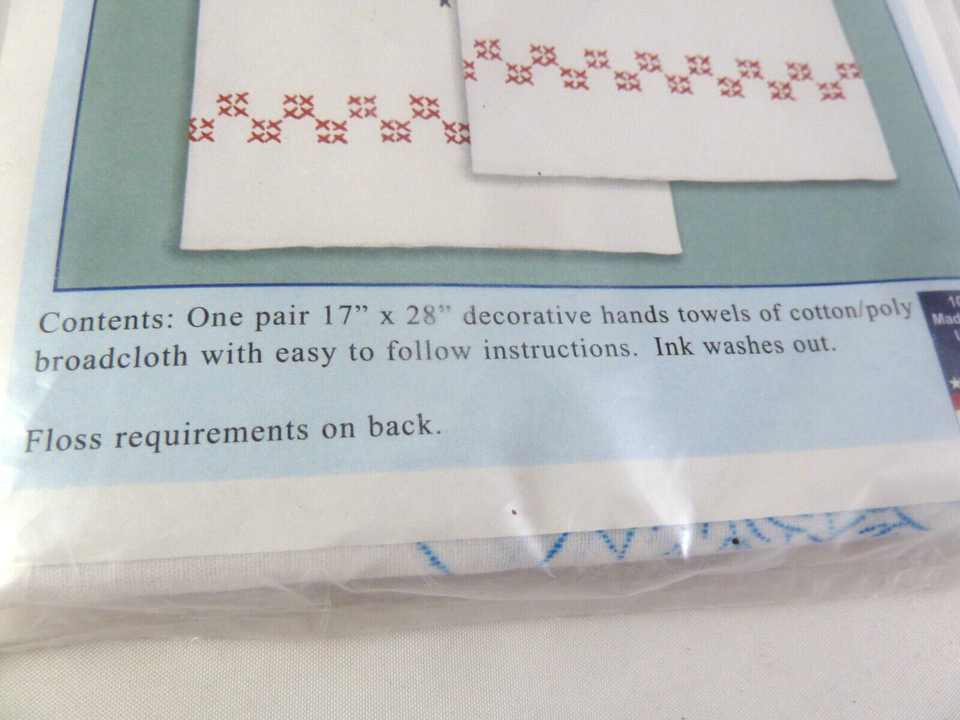 Contents: One pair 17” x 28” decorative hands towels of cotton/poly
broadcloth with easy to follow instructions. Ink washes out.
Floss requirements on back.